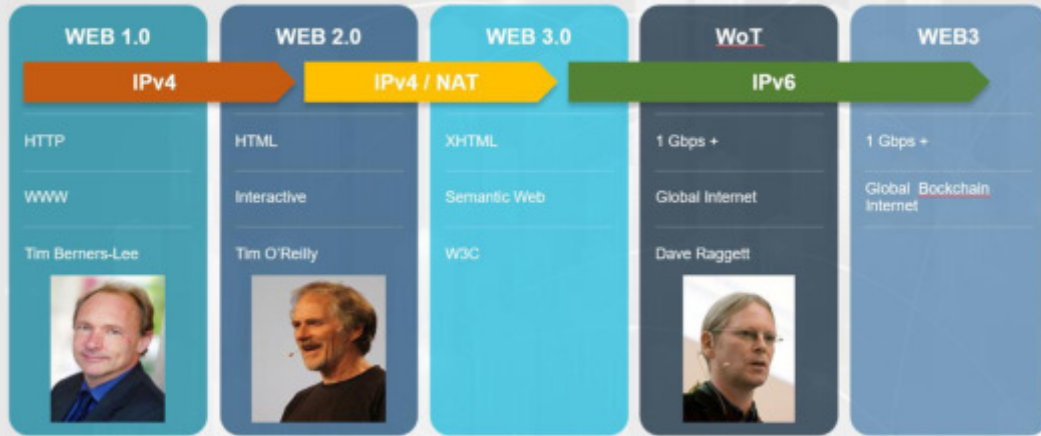 WEB 1.0
WEB 2.0
WEB 3.0
WoT
WEB3
IPv4
IPv4 / NAT
IPv6
HTTP
HTML
XHTML
1 Gbps +
1 Gbps +
WWW
Interactive
Semantic Web
Global Internet
Global Bockchain
Internet
Tim Berners-Lee
Tim O'Reilly
W3C
Dave Raggett